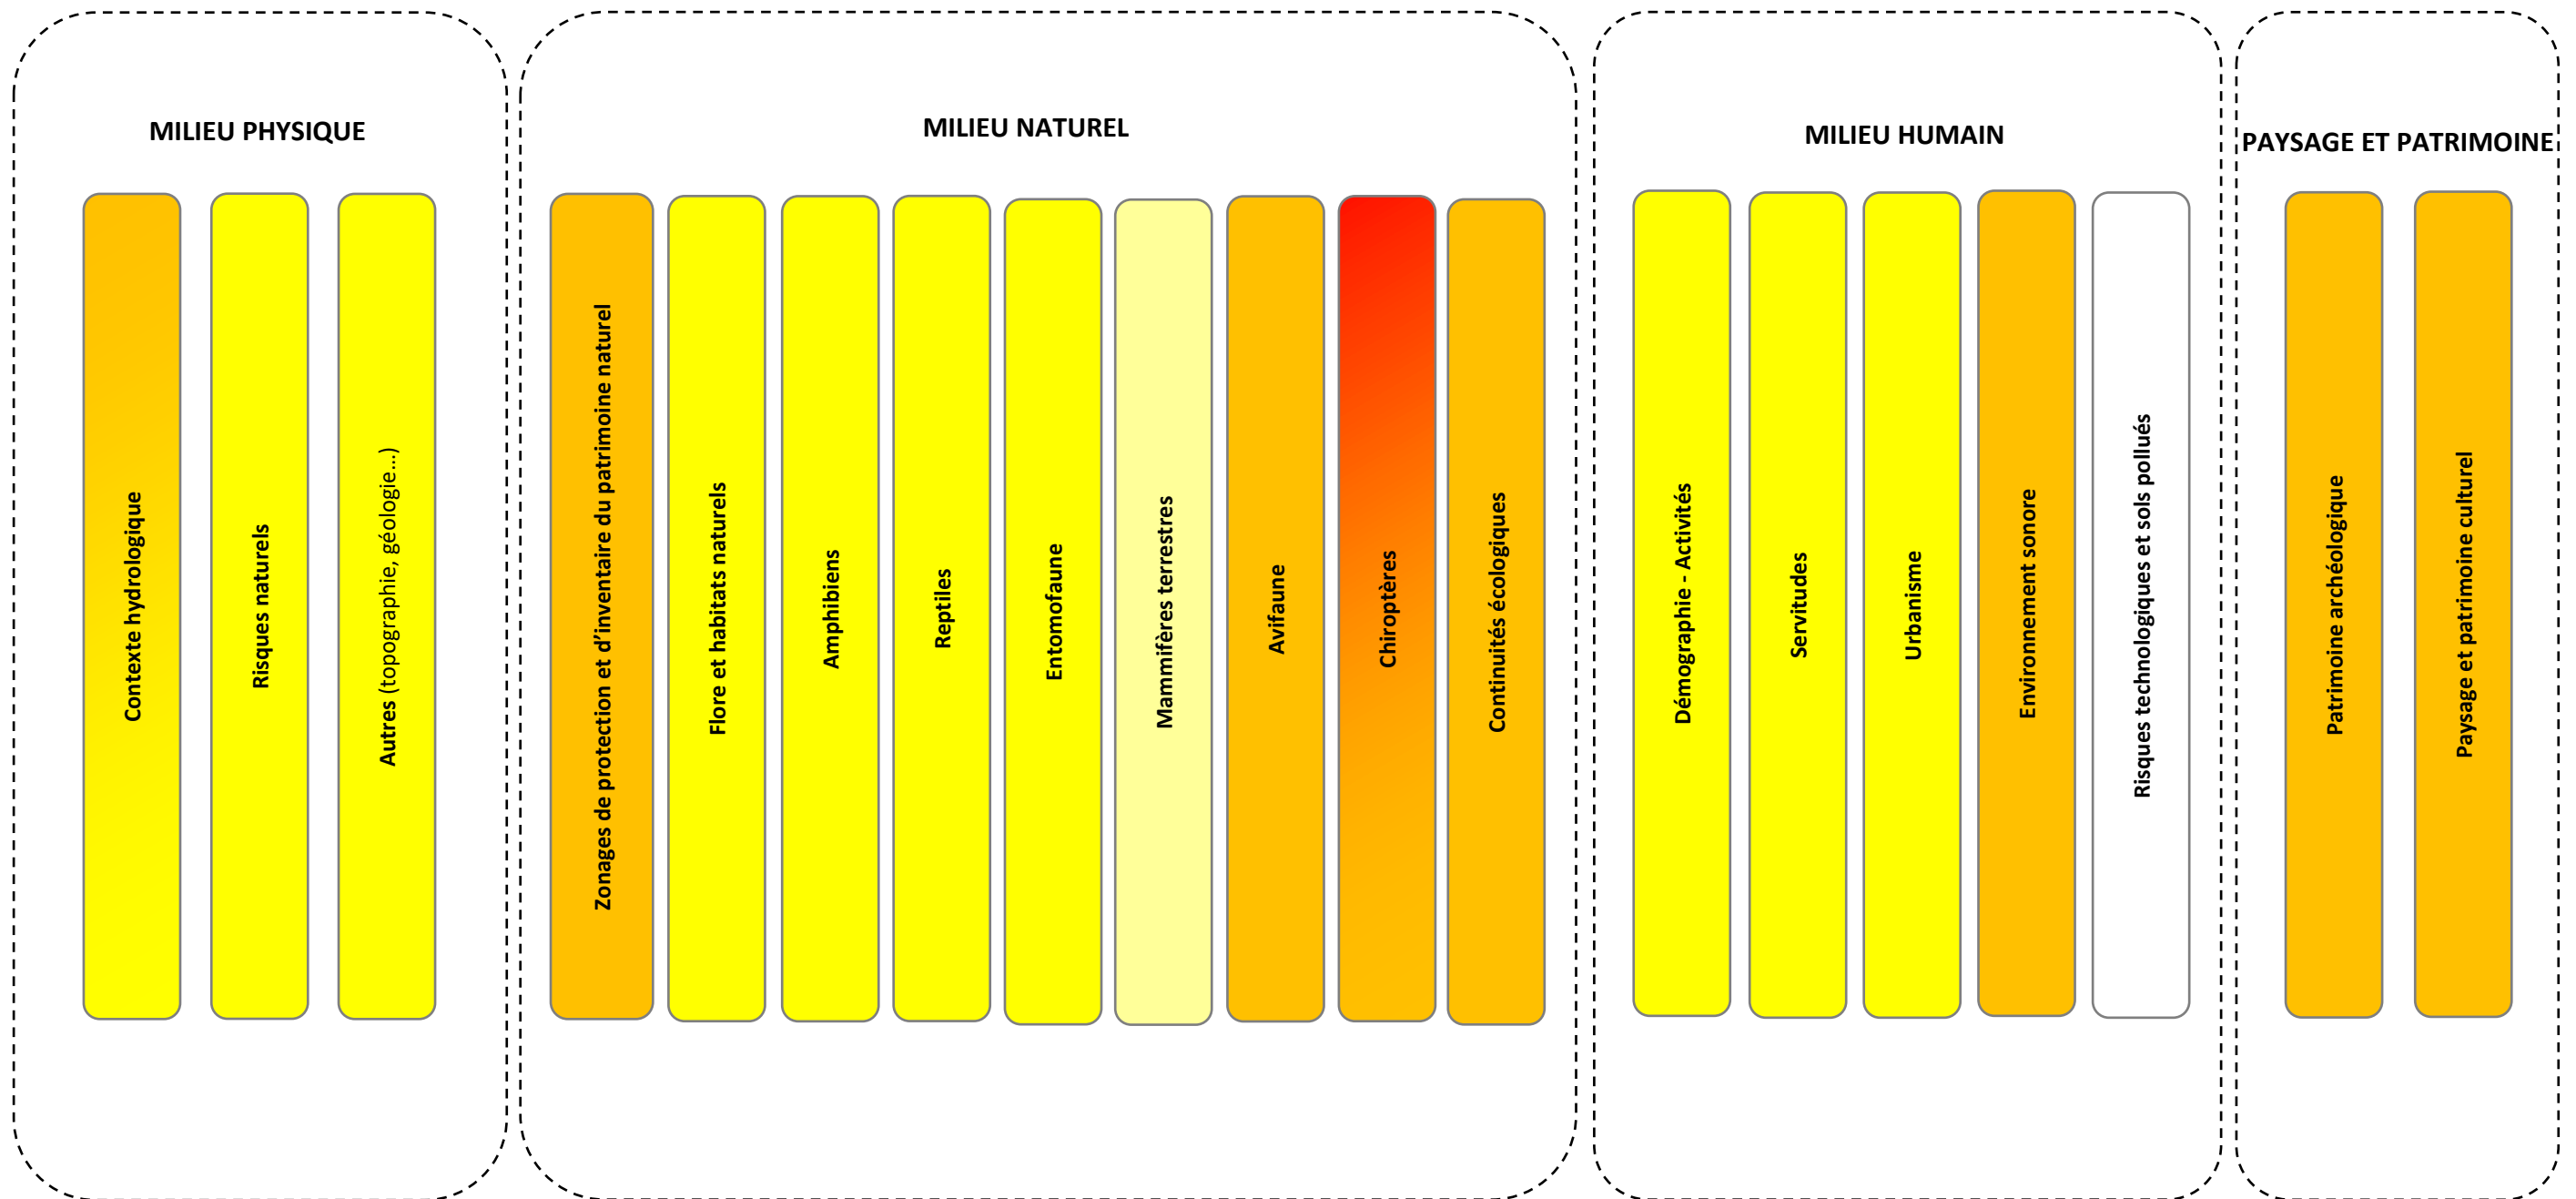 MILIEU PHYSIQUE
Contexte hydrologique
Risques naturels
Autres (topographie, géologie...)
MILIEU NATUREL
Zonages de protection et d’inventaire du patrimoine naturel
Flore et habitats naturels
Amphibiens
Reptiles
Entomofaune
Mammifères terrestres
Avifaune
Chiroptères
Continuités écologiques
MILIEU HUMAIN
Démographie - Activités
Servitudes
Urbanisme
Environnement sonore
Risques technologiques et sols pollués
PAYSAGE ET PATRIMOINE
Patrimoine archéologique
Paysage et patrimoine culturel